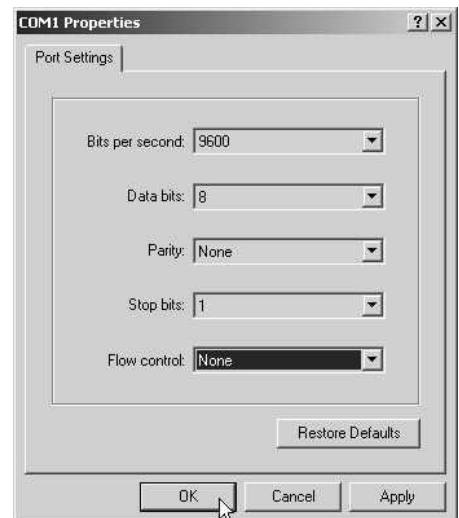 COM1 Properties
Port Settings
Bits per second: 9600
Data bits: 8
Parity: None
Stop bits: 1
Flow control: None
Restore Defaults
OK Cancel Apply